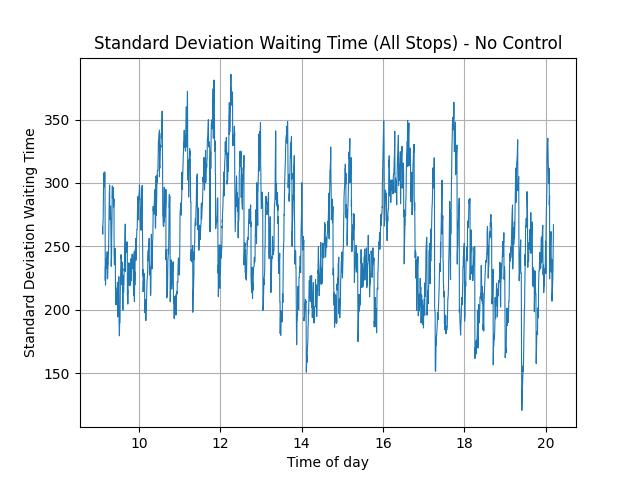 Standard Deviation Waiting Time (All Stops) - No Control
Standard Deviation Waiting Time
350
300
250
200
150
10 12 14 16 18 20
Time of day